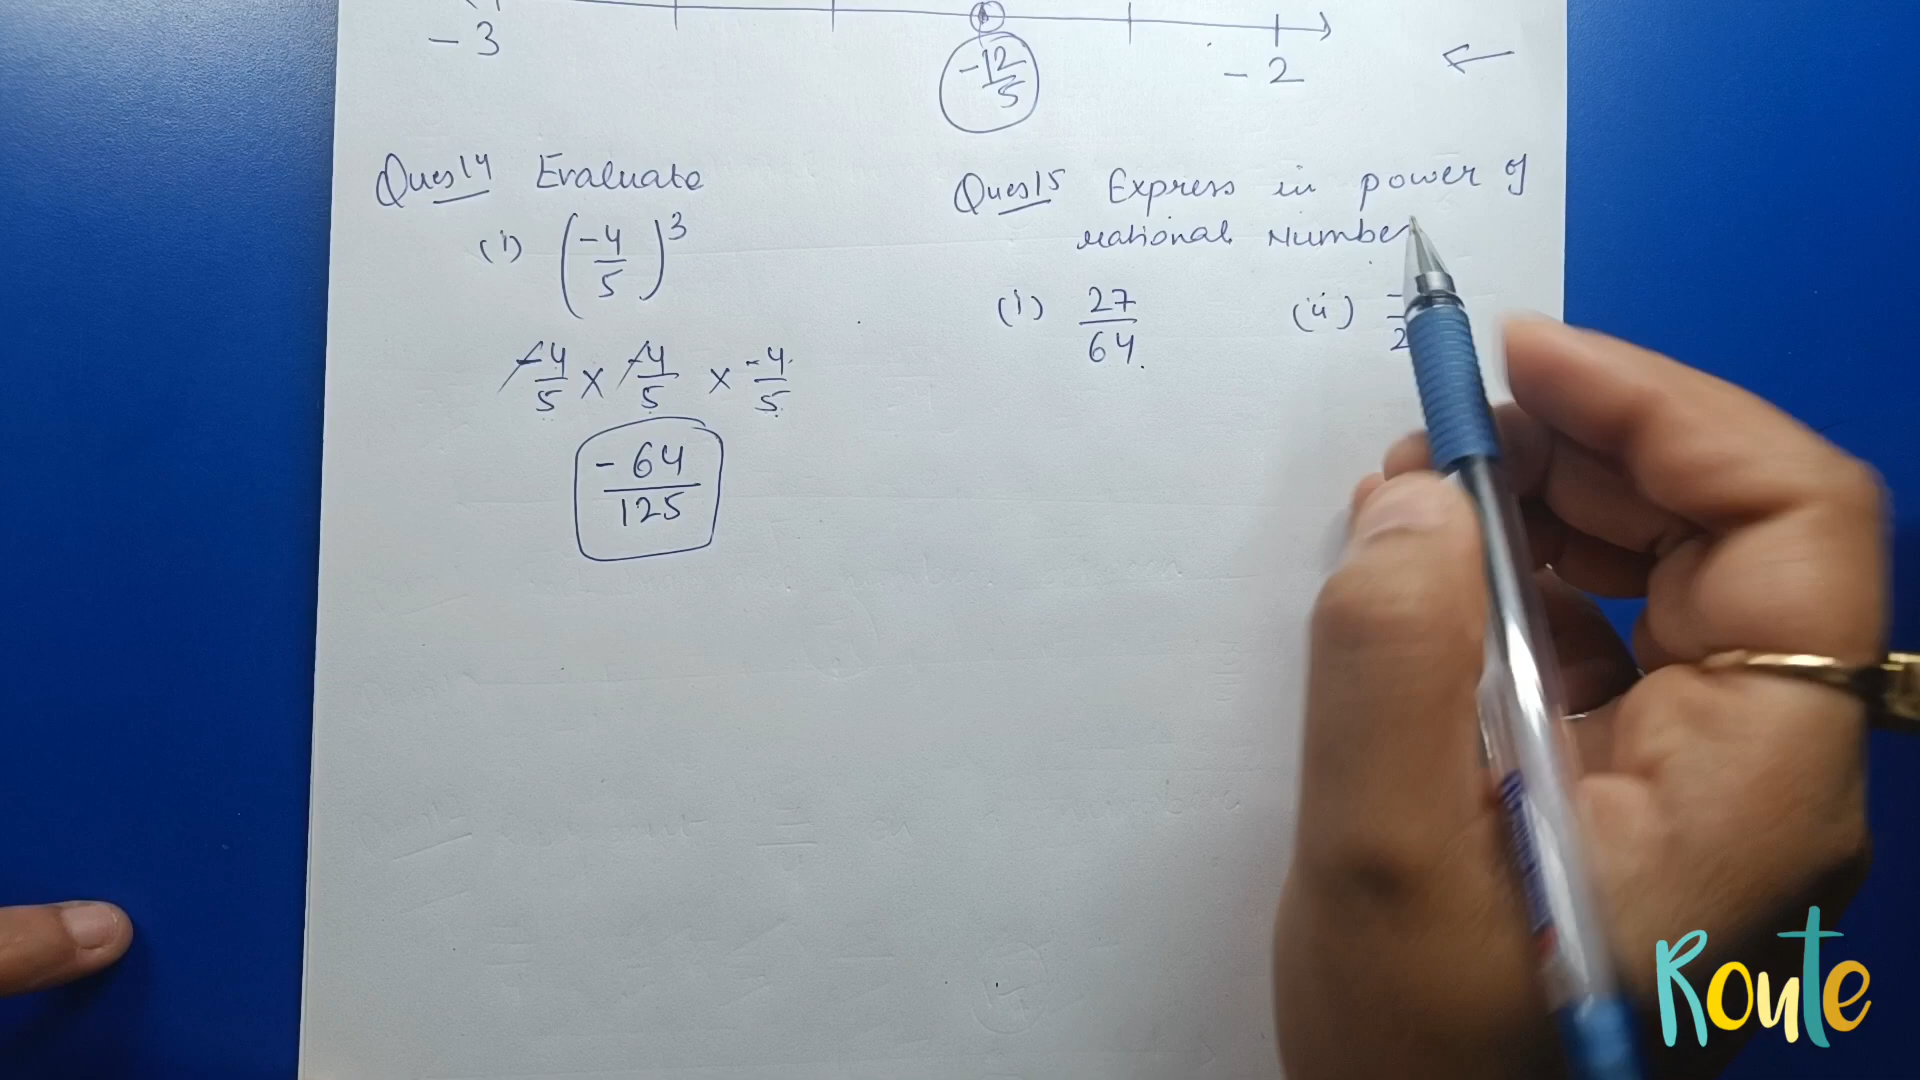 -3
-12/5
-2
Ques14 Evaluate
(i) (-4/5)^3
-4/5 × -4/5 × -4/5
-64/125
Ques15 Express in power of
rational Number
(i) 27/64.
(ii)
Route